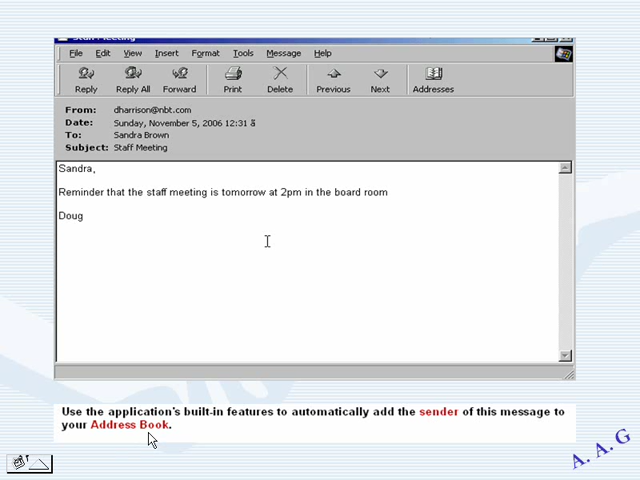 Staff Meeting
File Edit View Insert Format Tools Message Help
Reply Reply All Forward Print Delete Previous Next Addresses
From: dharrison@nbt.com
Date: Sunday, November 5, 2006 12:31
To: Sandra Brown
Subject: Staff Meeting
Sandra,
Reminder that the staff meeting is tomorrow at 2pm in the board room
Doug
Use the application's built-in features to automatically add the sender of this message to
your Address Book.
A. A. G